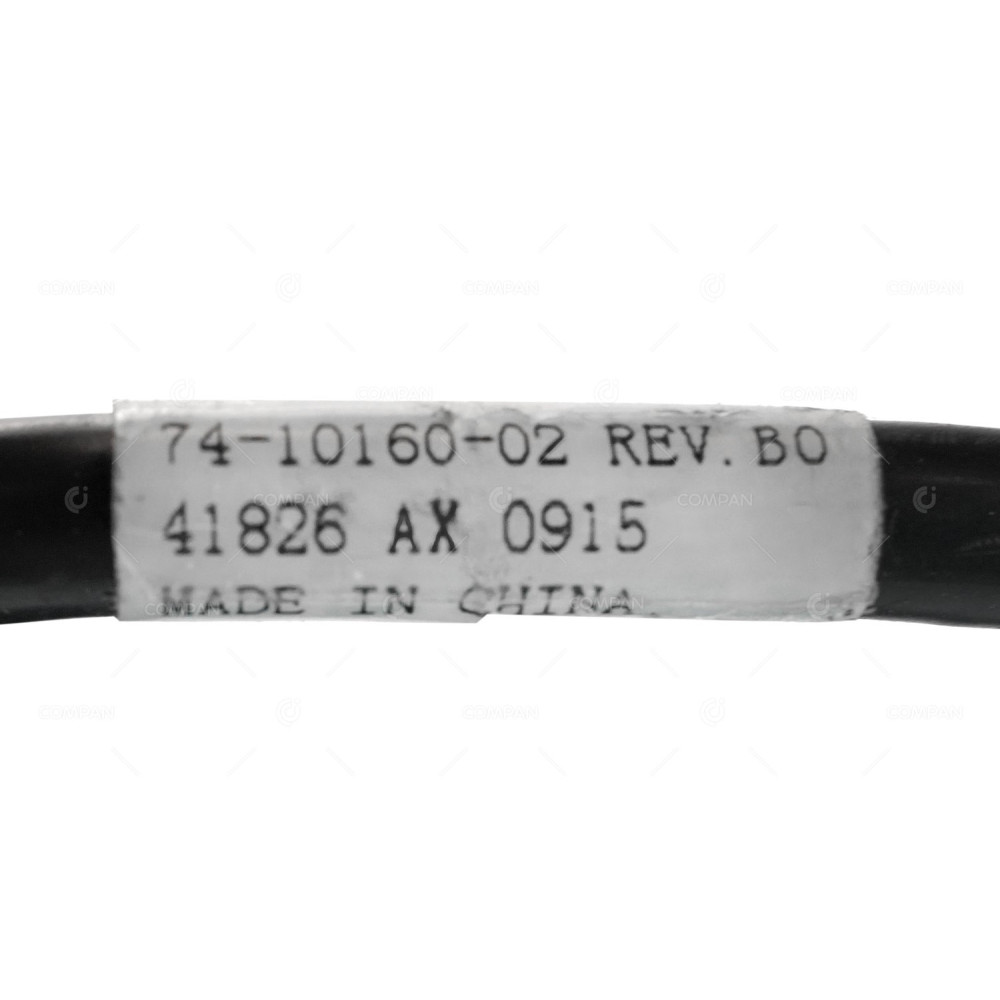 74-10160-02 REV. B0
41826 AX 0915
MADE IN CHINA